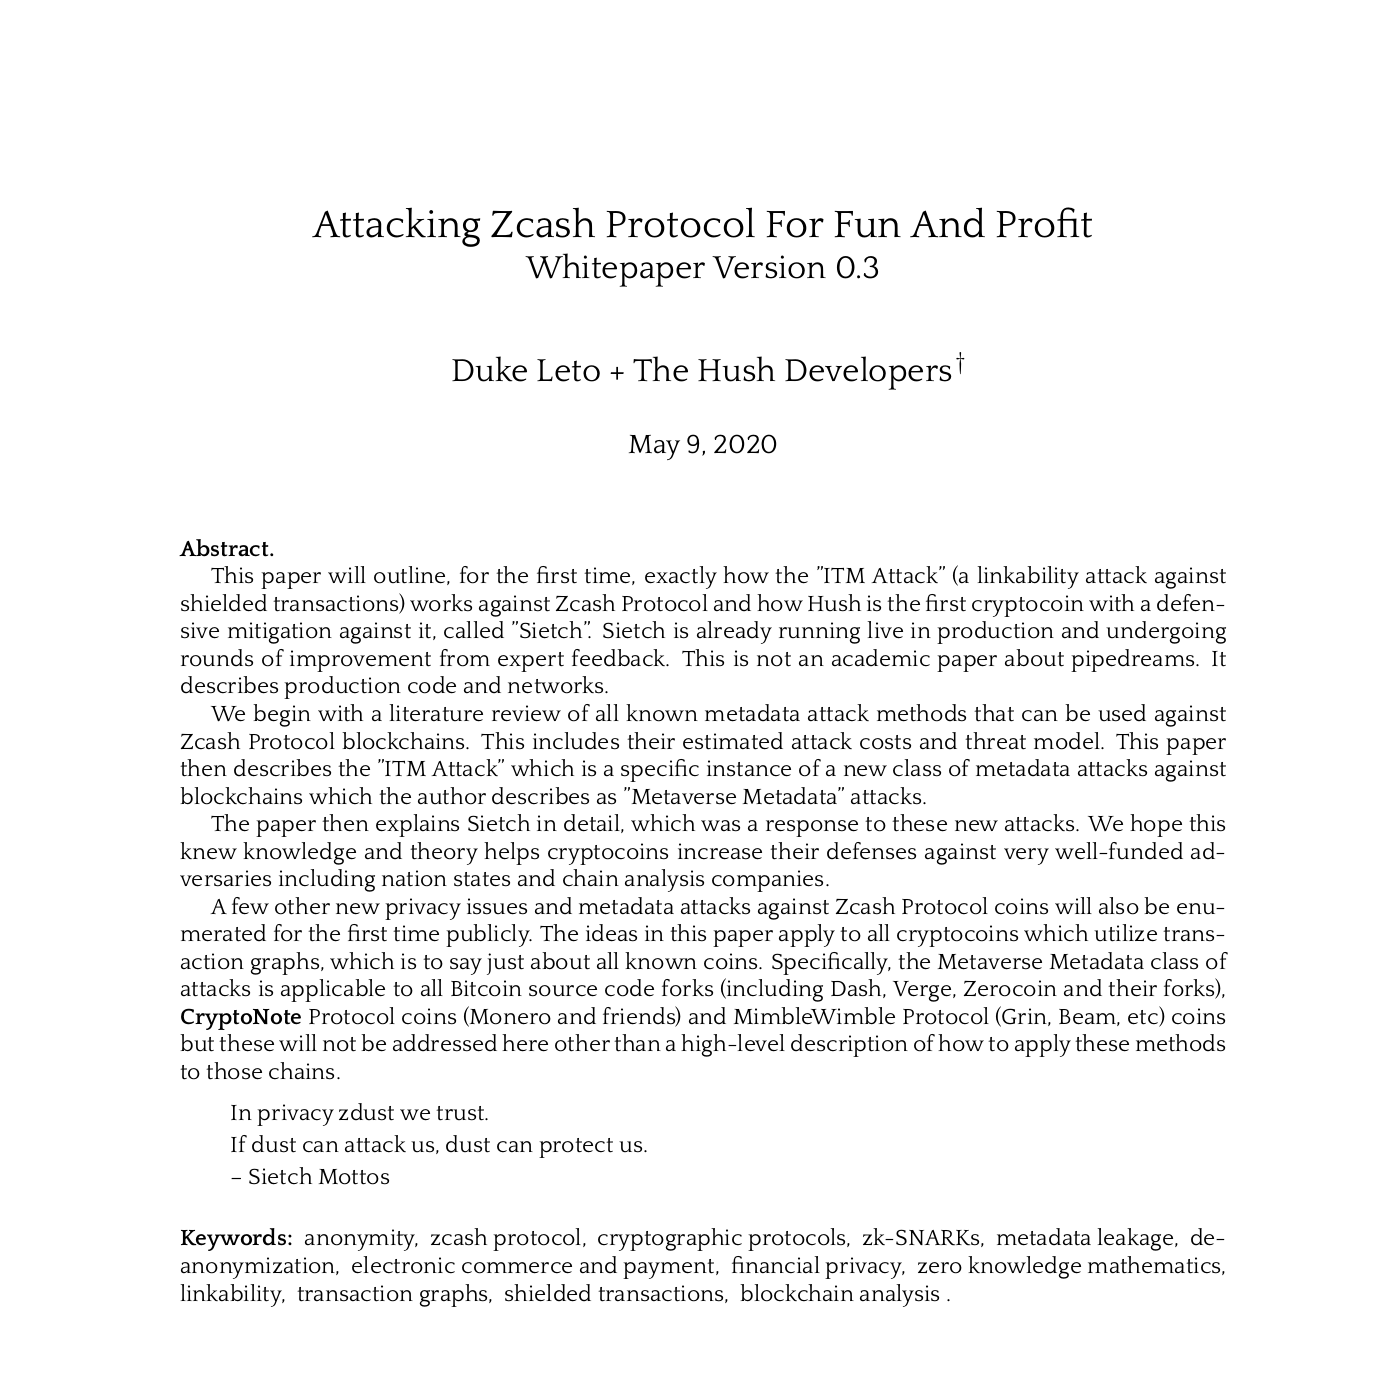 Attacking Zcash Protocol For Fun And Profit
Whitepaper Version 0.3
Duke Leto + The Hush Developers†
May 9, 2020
Abstract.
This paper will outline, for the first time, exactly how the ”ITM Attack” (a linkability attack against
shielded transactions) works against Zcash Protocol and how Hush is the first cryptocoin with a defen-
sive mitigation against it, called ”Sietch”. Sietch is already running live in production and undergoing
rounds of improvement from expert feedback. This is not an academic paper about pipedreams. It
describes production code and networks.
We begin with a literature review of all known metadata attack methods that can be used against
Zcash Protocol blockchains. This includes their estimated attack costs and threat model. This paper
then describes the ”ITM Attack” which is a specific instance of a new class of metadata attacks against
blockchains which the author describes as ”Metaverse Metadata” attacks.
The paper then explains Sietch in detail, which was a response to these new attacks. We hope this
knew knowledge and theory helps cryptocoins increase their defenses against very well-funded ad-
versaries including nation states and chain analysis companies.
A few other new privacy issues and metadata attacks against Zcash Protocol coins will also be enu-
merated for the first time publicly. The ideas in this paper apply to all cryptocoins which utilize trans-
action graphs, which is to say just about all known coins. Specifically, the Metaverse Metadata class of
attacks is applicable to all Bitcoin source code forks (including Dash, Verge, Zerocoin and their forks),
CryptoNote Protocol coins (Monero and friends) and MimbleWimble Protocol (Grin, Beam, etc) coins
but these will not be addressed here other than a high-level description of how to apply these methods
to those chains.
In privacy zdust we trust.
If dust can attack us, dust can protect us.
– Sietch Mottos
Keywords: anonymity, zcash protocol, cryptographic protocols, zk-SNARKs, metadata leakage, de-
anonymization, electronic commerce and payment, financial privacy, zero knowledge mathematics,
linkability, transaction graphs, shielded transactions, blockchain analysis .